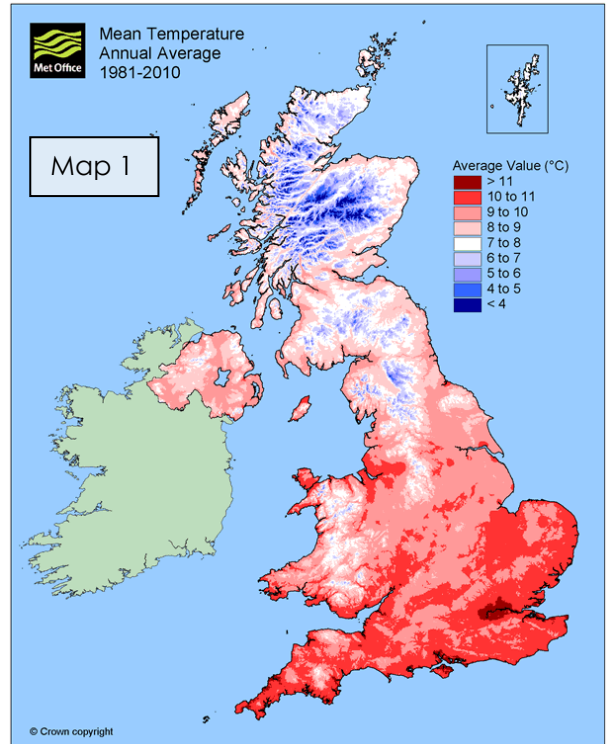 Met Office
Mean Temperature
Annual Average
1981-2010
Map 1
Average Value (°C)
> 11
10 to 11
9 to 10
8 to 9
7 to 8
6 to 7
5 to 6
4 to 5
< 4
© Crown copyright